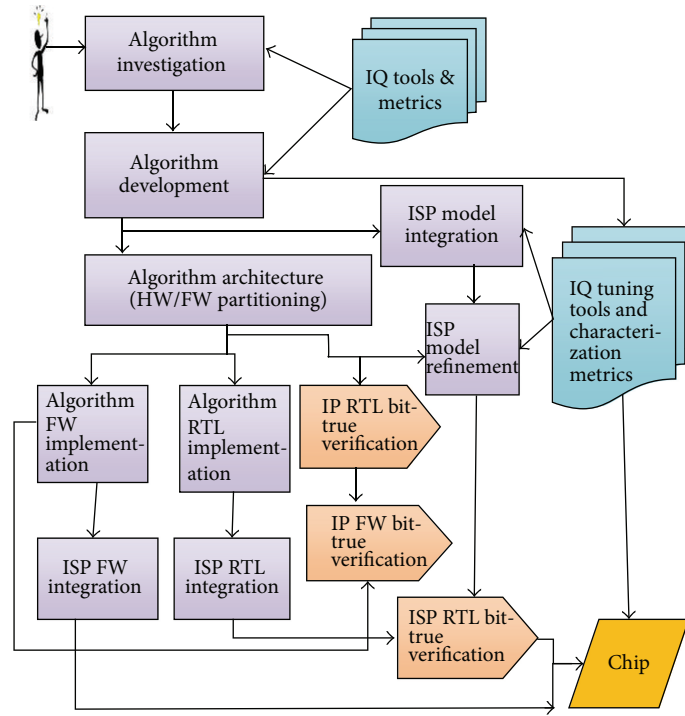 Algorithm
investigation
IQ tools &
metrics
Algorithm
development
ISP model
integration
Algorithm architecture
(HW/FW partitioning)
IQ tuning
tools and
characteri-
zation
metrics
ISP
model
refinement
Algorithm
FW
implement-
ation
Algorithm
RTL
implement-
ation
IP RTL bit-
true
verification
IP FW bit-
true
verification
ISP FW
integration
ISP RTL
integration
ISP RTL bit-
true
verification
Chip